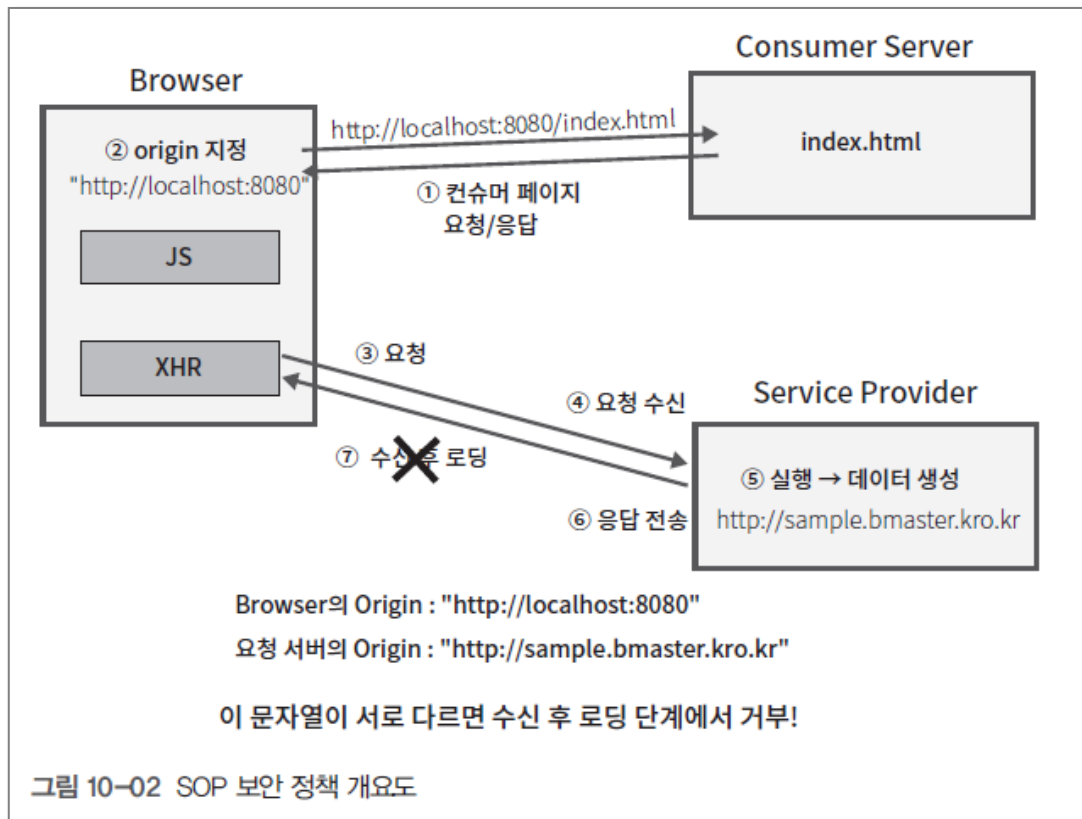 Consumer Server
Browser
② origin 지정
"http://localhost:8080"
http://localhost:8080/index.html
index.html
① 컨슈머 페이지
요청/응답
JS
XHR
③ 요청
④ 요청 수신
Service Provider
⑦ 수신 후 로딩
⑤ 실행 → 데이터 생성
http://sample.bmaster.kro.kr
⑥ 응답 전송
Browser의 Origin : "http://localhost:8080"
요청 서버의 Origin : "http://sample.bmaster.kro.kr"
이 문자열이 서로 다르면 수신 후 로딩 단계에서 거부!
그림 10-02 SOP 보안 정책 개요도